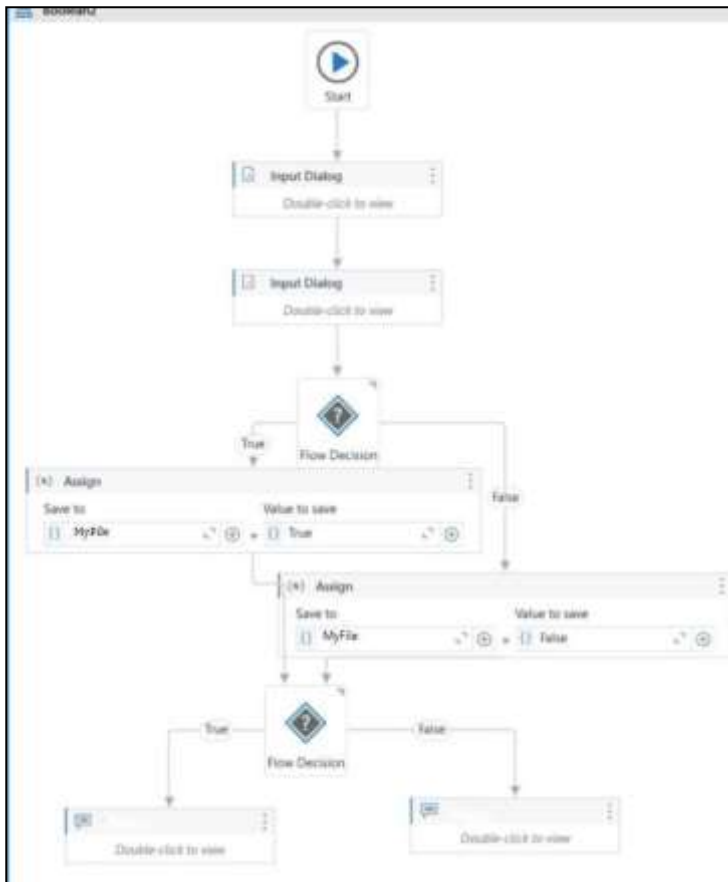 Boolean2
Start
Input Dialog
Double-click to view
Input Dialog
Double-click to view
True
Flow Decision
False
Assign
Save to Value to save
MyFile = True
Assign
Save to Value to save
MyFile = False
True
False
Flow Decision
Double-click to view
Double-click to view